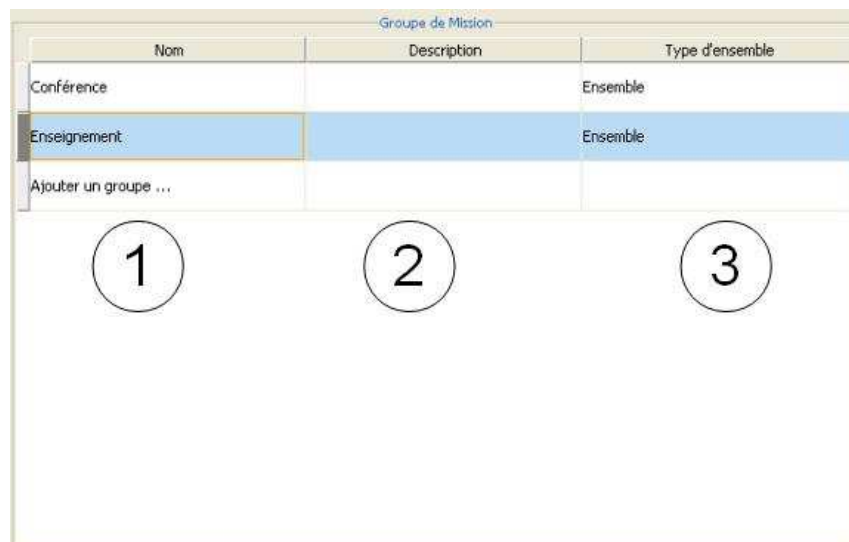 Groupe de Mission
Nom Description Type d'ensemble
Conférence Ensemble
Enseignement Ensemble
Ajouter un groupe ...
1 2 3